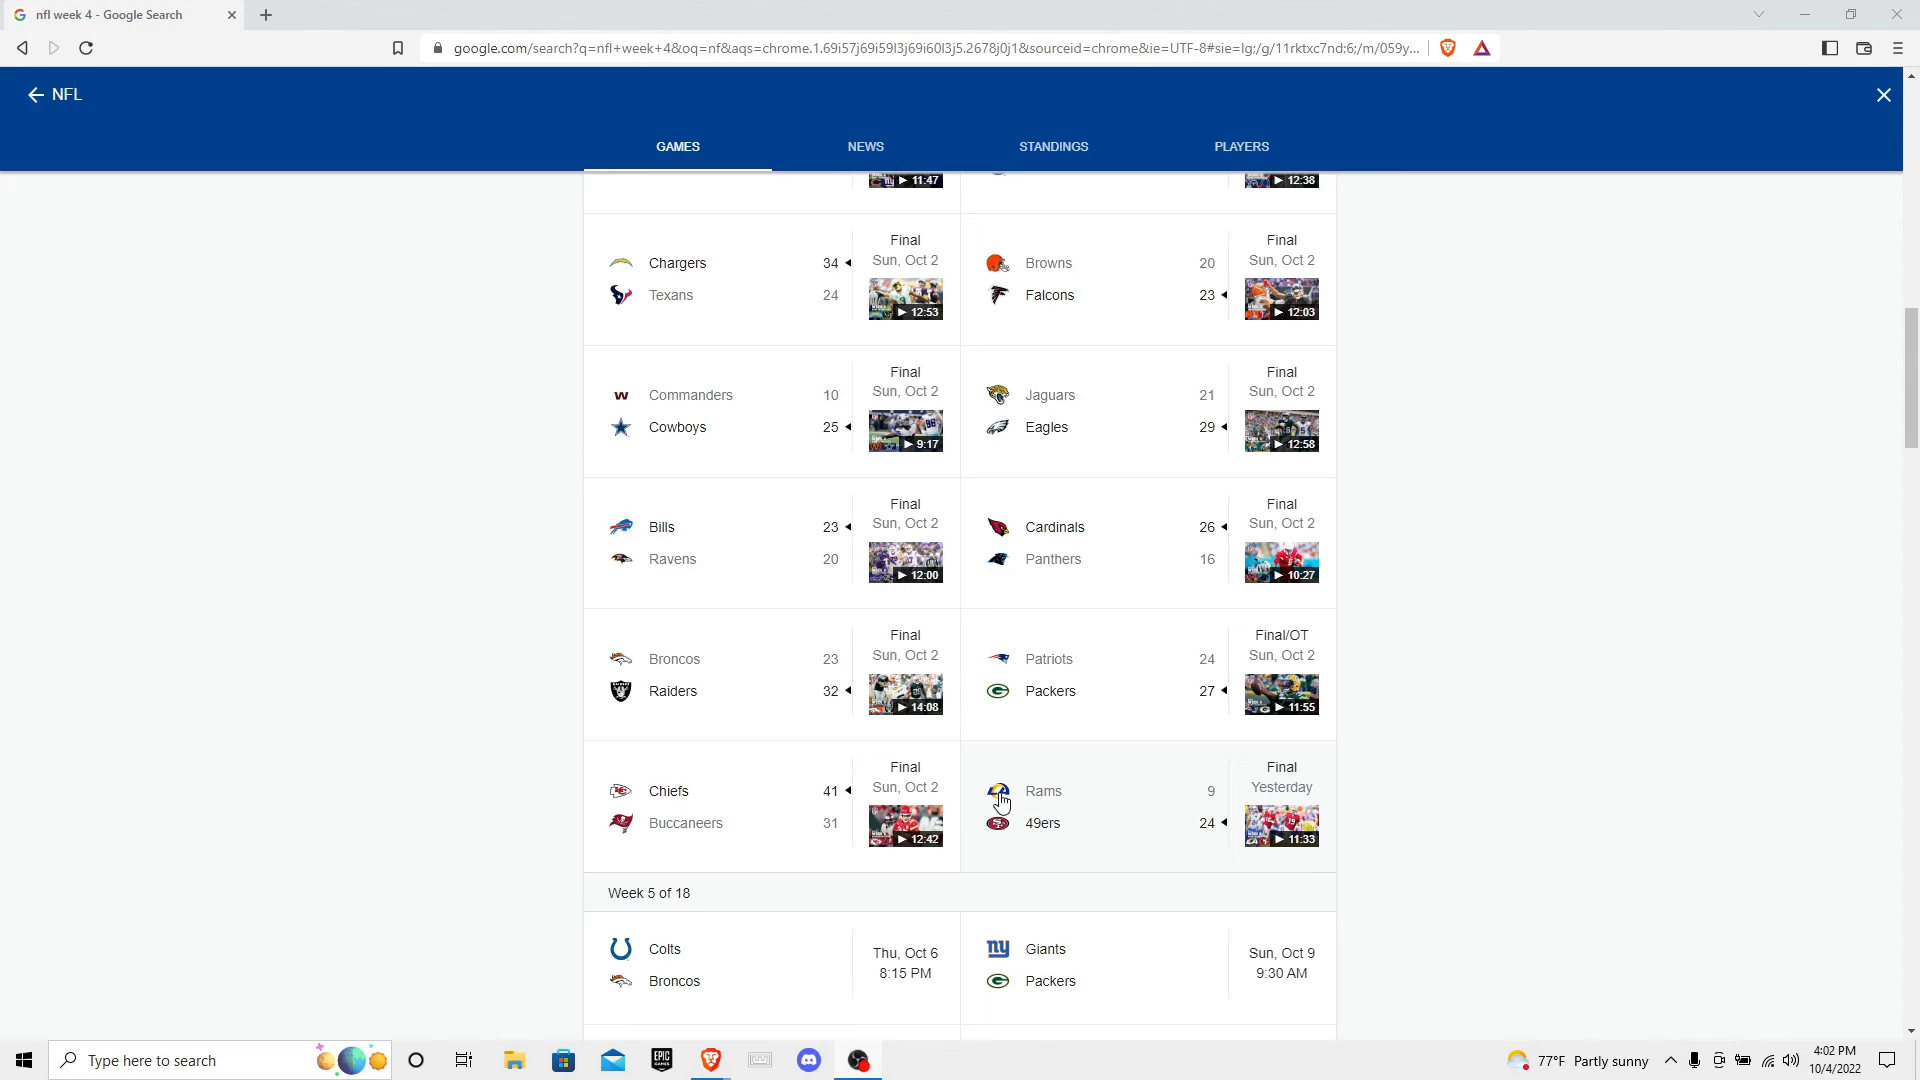 nfl week 4 - Google Search
google.com/search?q=nfl+week+4&oq=nf&aqs=chrome.1.69i57j69i59l3j69i60l3j5.2678j0j1&sourceid=chrome&ie=UTF-8#sie=lg;/g/11rktxc7nd;6;/m/059y...
NFL
GAMES NEWS STANDINGS PLAYERS
11:47
12:38
Final
Sun, Oct 2
Chargers 34
Texans 24
12:53
Final
Sun, Oct 2
Browns 20
Falcons 23
12:03
Final
Sun, Oct 2
Commanders 10
Cowboys 25
9:17
Final
Sun, Oct 2
Jaguars 21
Eagles 29
12:58
Final
Sun, Oct 2
Bills 23
Ravens 20
12:00
Final
Sun, Oct 2
Cardinals 26
Panthers 16
10:27
Final
Sun, Oct 2
Broncos 23
Raiders 32
14:08
Final/OT
Sun, Oct 2
Patriots 24
Packers 27
11:55
Final
Sun, Oct 2
Chiefs 41
Buccaneers 31
12:42
Final
Yesterday
Rams 9
49ers 24
11:33
Week 5 of 18
Colts
Broncos
Thu, Oct 6
8:15 PM
Giants
Packers
Sun, Oct 9
9:30 AM
Type here to search
EPIC
GAMES
77°F Partly sunny
4:02 PM
10/4/2022